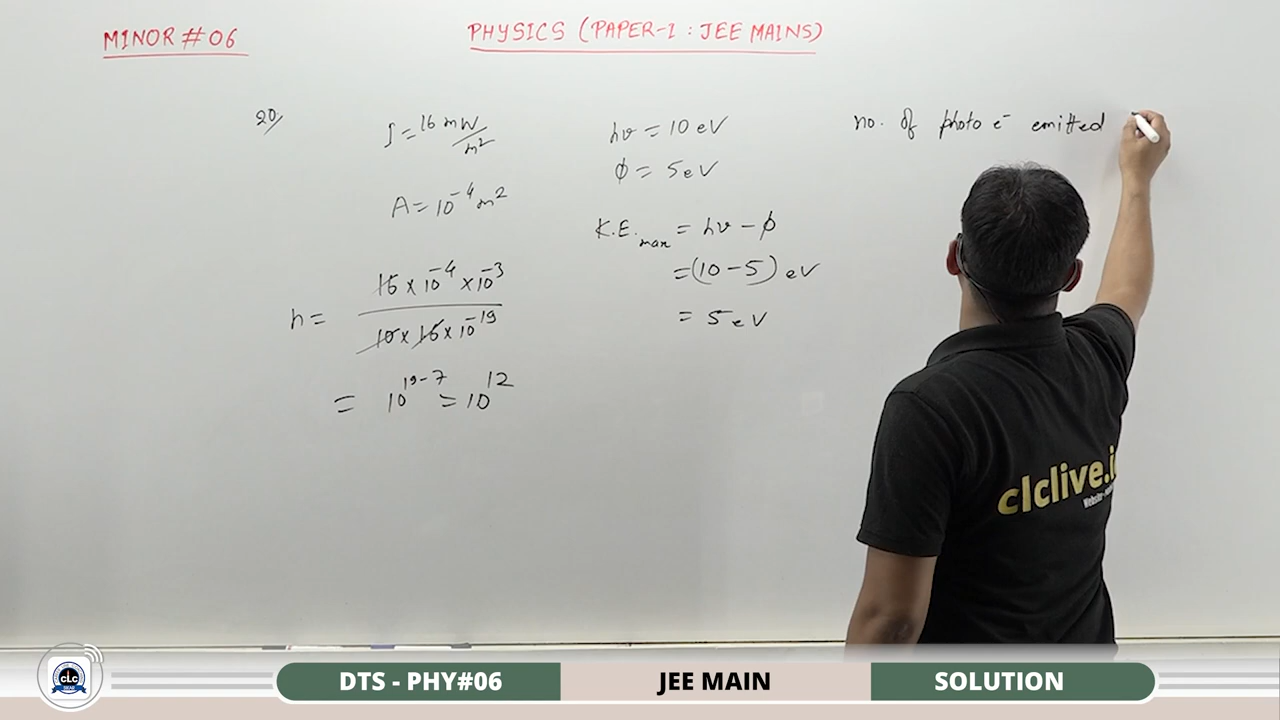 MINOR # 06
PHYSICS (PAPER-1 : JEE MAINS)
20/
I = 16 mW/m²
A = 10⁻⁴ m²
n = 16 × 10⁻⁴ × 10⁻³ / 10 × 16 × 10⁻¹⁹
= 10¹⁹⁻⁷ = 10¹²
hν = 10 eV
ϕ = 5 eV
K.E.max = hν − ϕ
= (10 − 5) eV
= 5 eV
no. of photo e⁻ emitted
clclive.i
CLC
DTS - PHY#06
JEE MAIN
SOLUTION